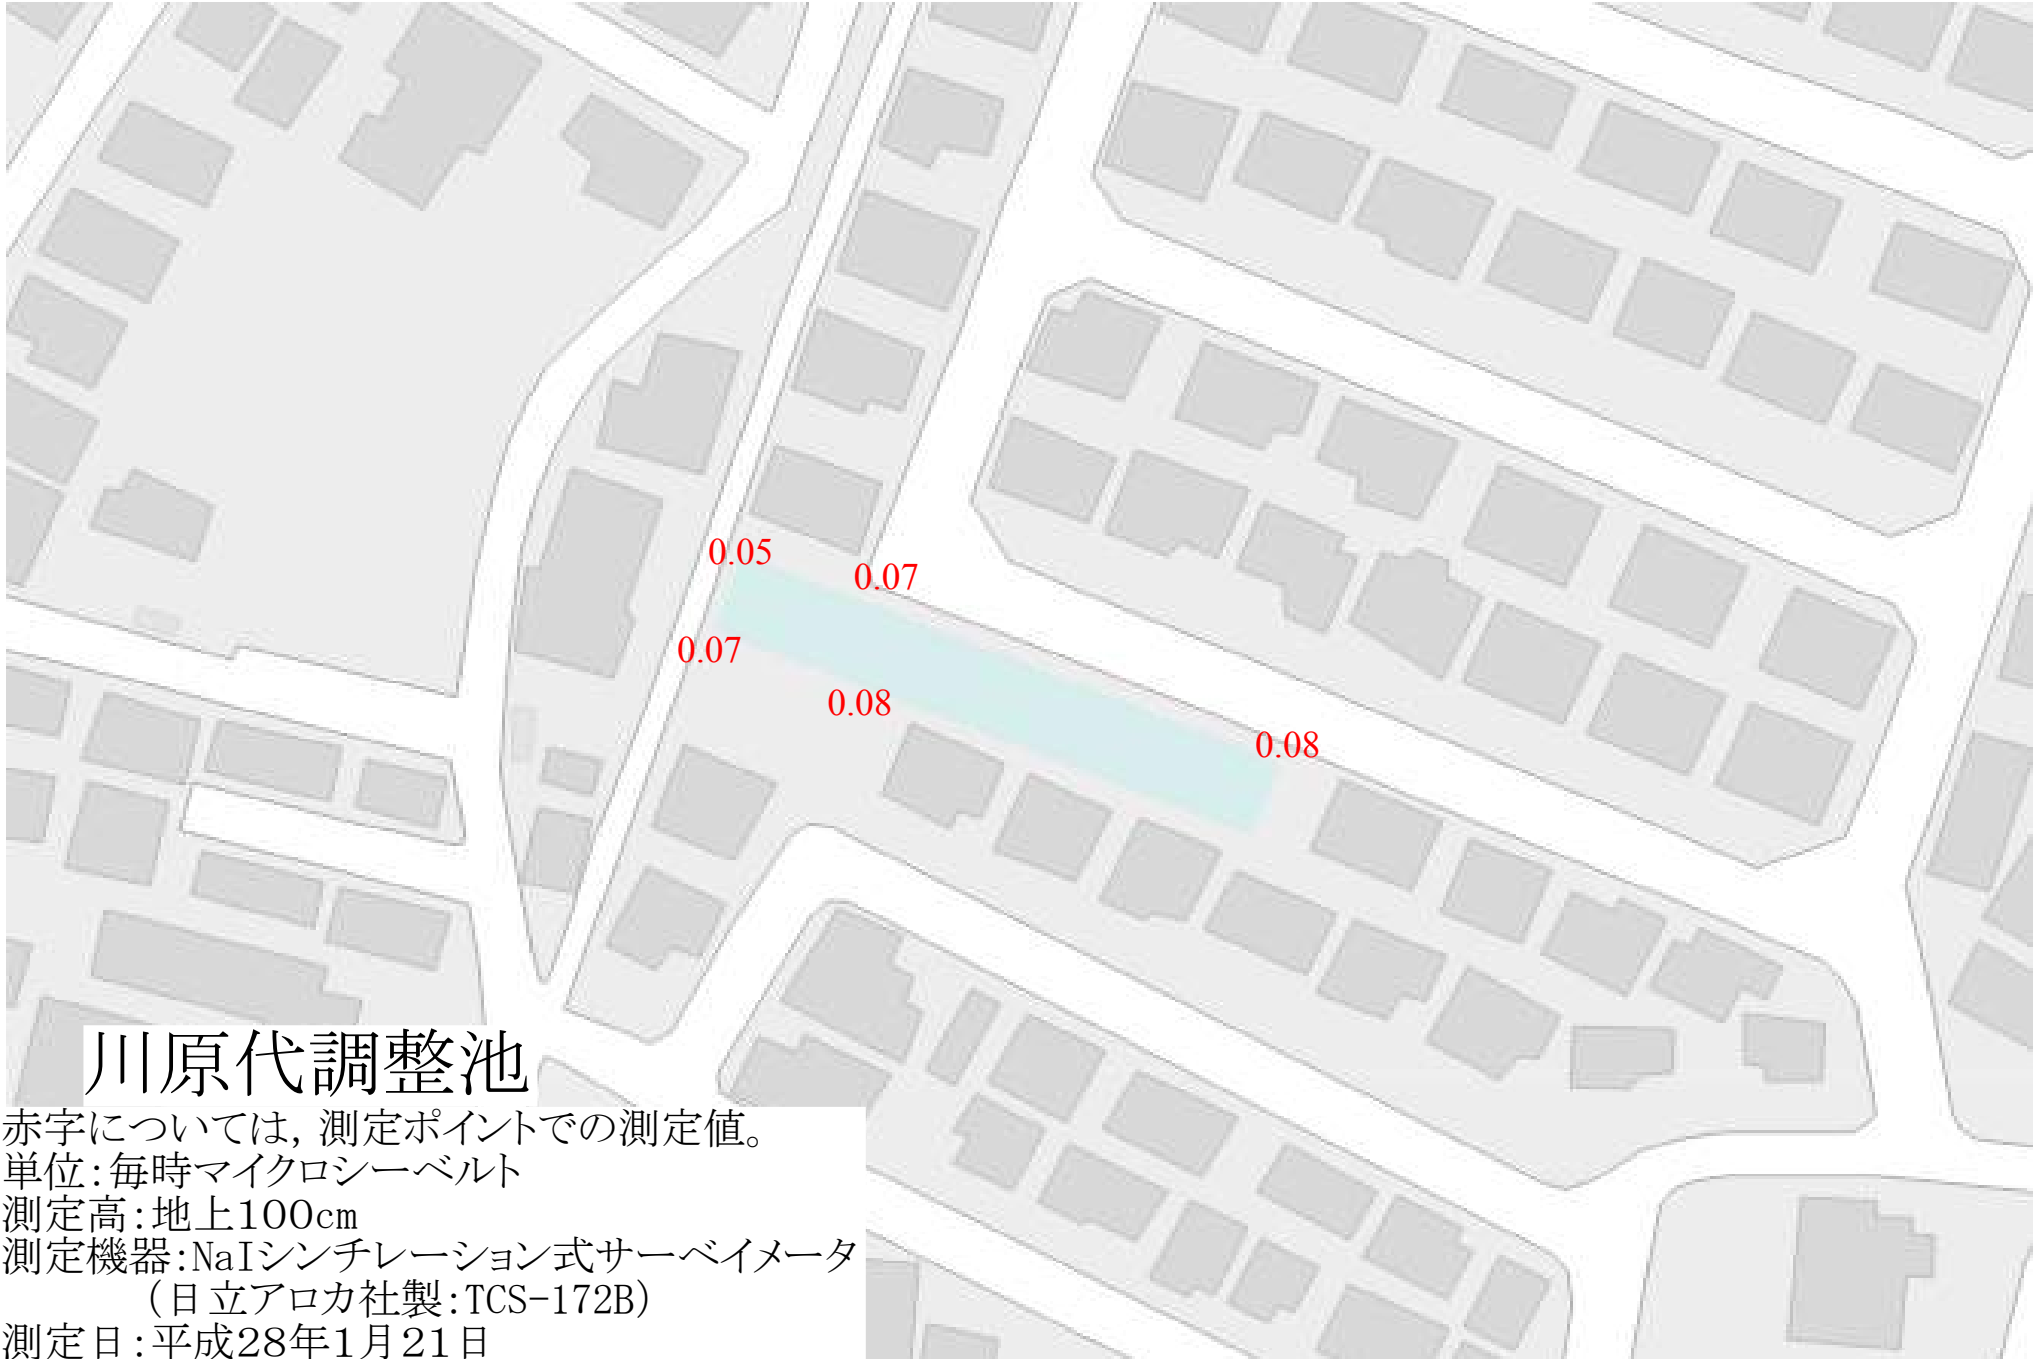 0.05
0.07
0.07
0.08
0.08
川原代調整池
赤字については，測定ポイントでの測定値。
単位：毎時マイクロシーベルト
測定高：地上100cm
測定機器：NaIシンチレーション式サーベイメータ
（日立アロカ社製：TCS-172B）
測定日：平成28年1月21日